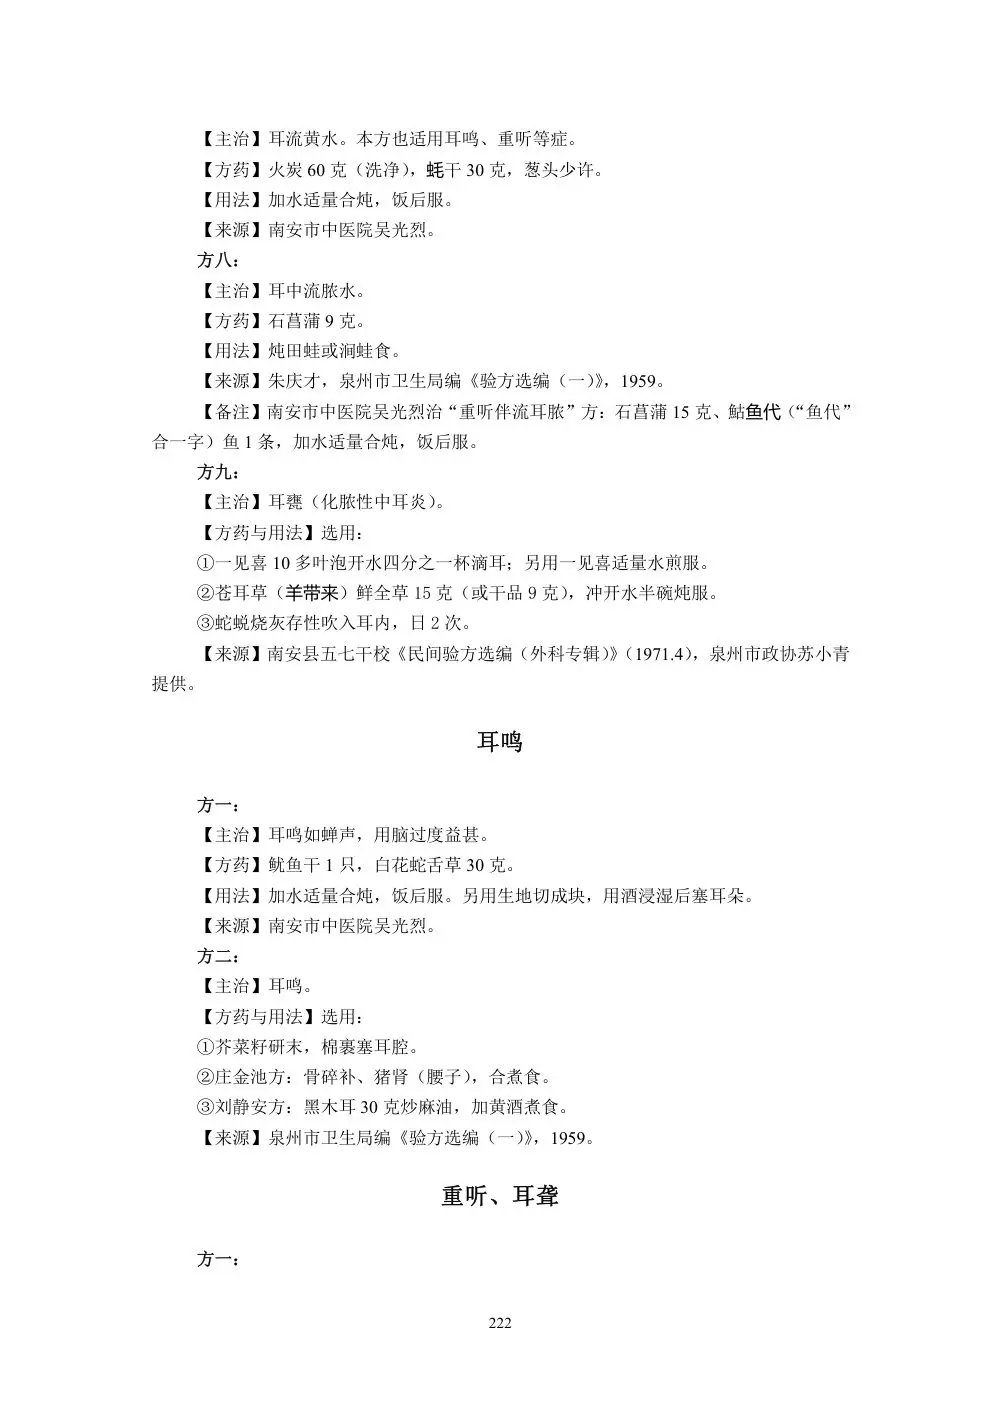 【主治】耳流黄水。本方也适用耳鸣、重听等症。
【方药】火炭 60 克（洗净），蚝干 30 克，葱头少许。
【用法】加水适量合炖，饭后服。
【来源】南安市中医院吴光烈。
方八：
【主治】耳中流脓水。
【方药】石菖蒲 9 克。
【用法】炖田蛙或涧蛙食。
【来源】朱庆才，泉州市卫生局编《验方选编（一）》，1959。
【备注】南安市中医院吴光烈治“重听伴流耳脓”方：石菖蒲 15 克、鲇鱼代（“鱼代”
合一字）鱼 1 条，加水适量合炖，饭后服。
方九：
【主治】耳甕（化脓性中耳炎）。
【方药与用法】选用：
①一见喜 10 多叶泡开水四分之一杯滴耳；另用一见喜适量水煎服。
②苍耳草（羊带来）鲜全草 15 克（或干品 9 克），冲开水半碗炖服。
③蛇蜕烧灰存性吹入耳内，日 2 次。
【来源】南安县五七干校《民间验方选编（外科专辑）》（1971.4），泉州市政协苏小青
提供。
耳鸣
方一：
【主治】耳鸣如蝉声，用脑过度益甚。
【方药】鱿鱼干 1 只，白花蛇舌草 30 克。
【用法】加水适量合炖，饭后服。另用生地切成块，用酒浸湿后塞耳朵。
【来源】南安市中医院吴光烈。
方二：
【主治】耳鸣。
【方药与用法】选用：
①芥菜籽研末，棉裹塞耳腔。
②庄金池方：骨碎补、猪肾（腰子），合煮食。
③刘静安方：黑木耳 30 克炒麻油，加黄酒煮食。
【来源】泉州市卫生局编《验方选编（一）》，1959。
重听、耳聋
方一：
222